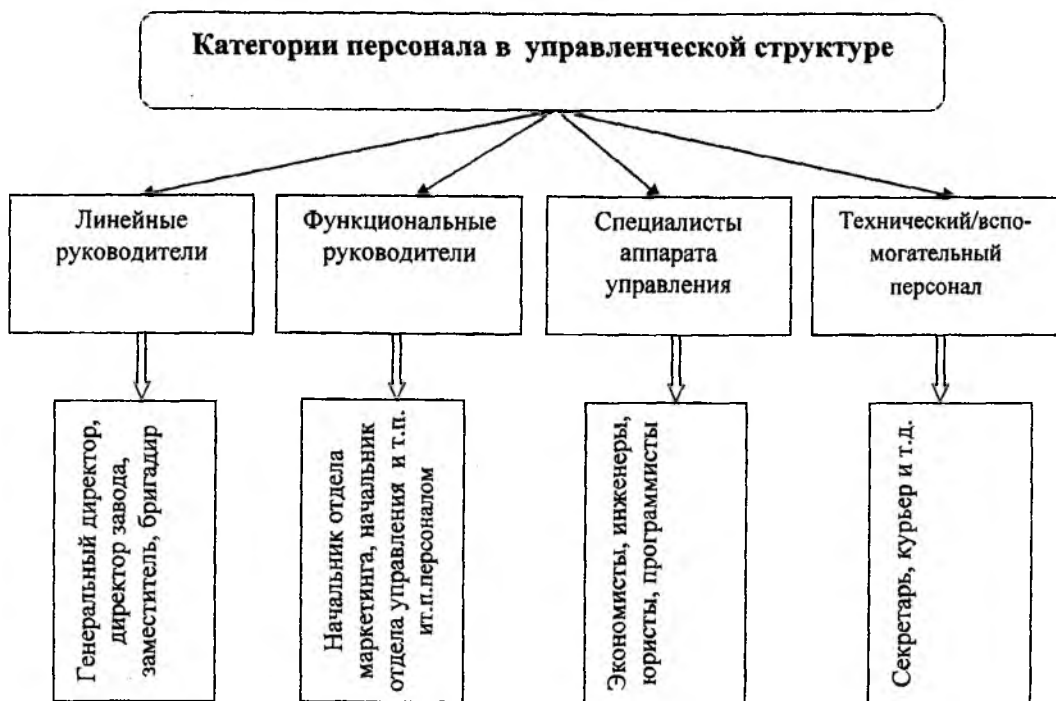 Категории персонала в управленческой структуре
Линейные
руководители
Функциональные
руководители
Специалисты
аппарата
управления
Технический/вспо-
могательный
персонал
Генеральный директор,
директор завода,
заместитель, бригадир
Начальник отдела
маркетинга, начальник
отдела управления и т.п.
ит.п.персоналом
Экономисты, инженеры,
юристы, программисты
Секретарь, курьер и т.д.